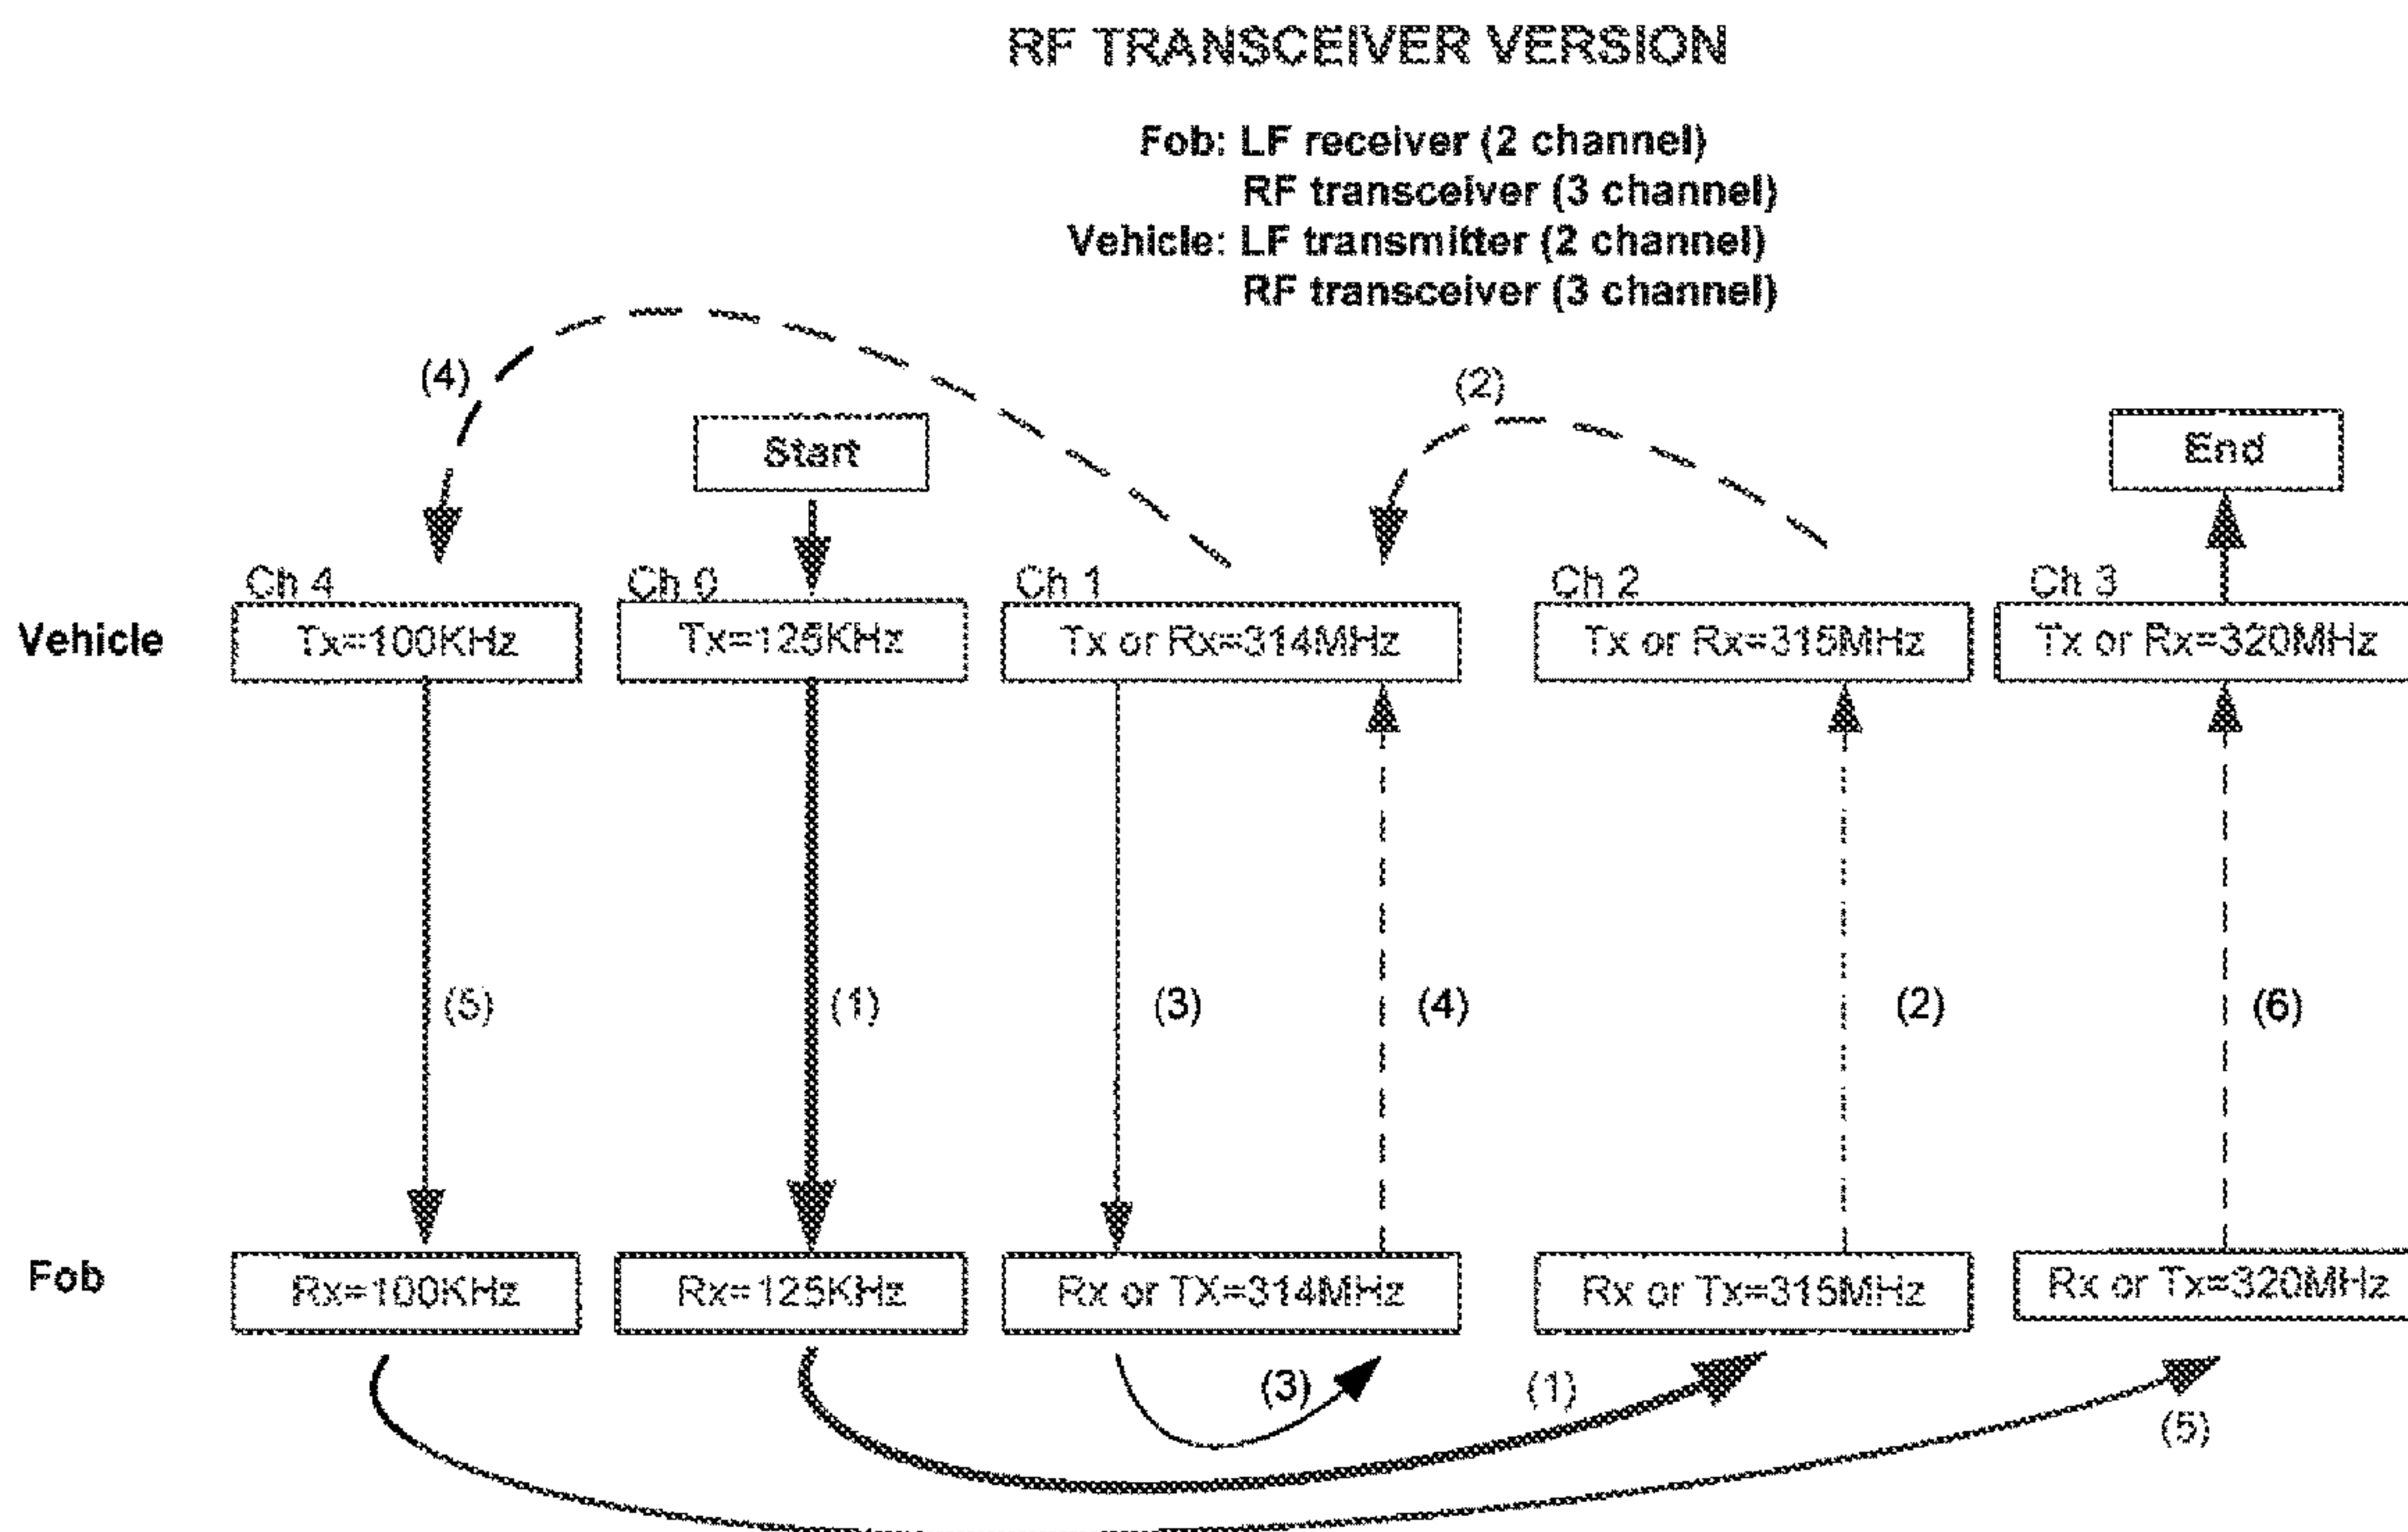 RF TRANSCEIVER VERSION
Fob: LF receiver (2 channel)
RF transceiver (3 channel)
Vehicle: LF transmitter (2 channel)
RF transceiver (3 channel)
(4)
(2)
Start
End
Ch 4
Ch 0
Ch 1
Ch 2
Ch 3
Vehicle
Tx=100KHz
Tx=125KHz
Tx or Rx=314MHz
Tx or Rx=315MHz
Tx or Rx=320MHz
(5)
(1)
(3)
(4)
(2)
(6)
Fob
Rx=100KHz
Rx=125KHz
Rx or TX=314MHz
Rx or Tx=315MHz
Rx or Tx=320MHz
(3)
(1)
(5)